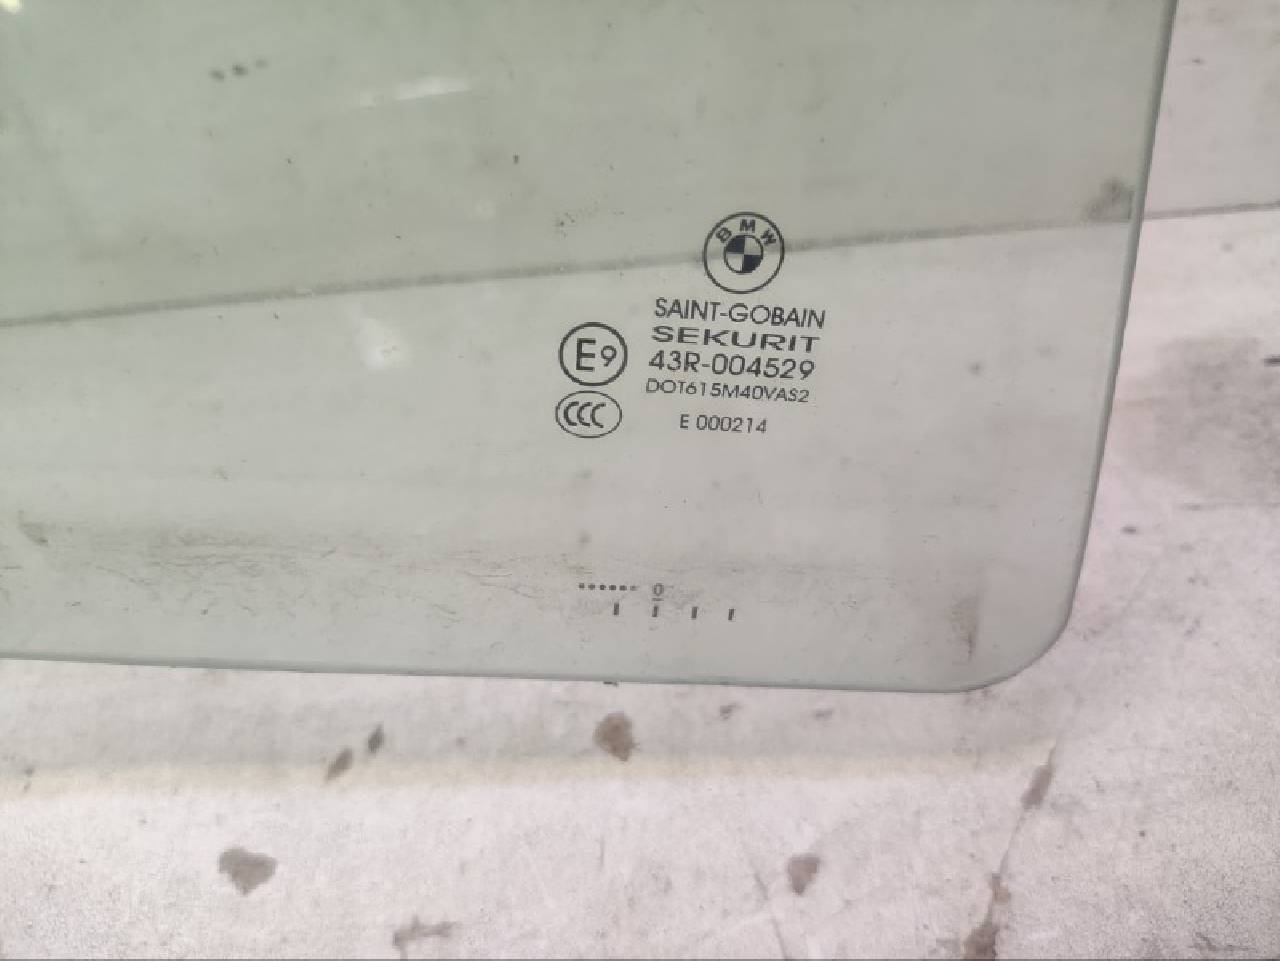 BMW
SAINT-GOBAIN
SEKURIT
E9
43R-004529
DOT615M40VAS2
CCC
E 000214
...... 0